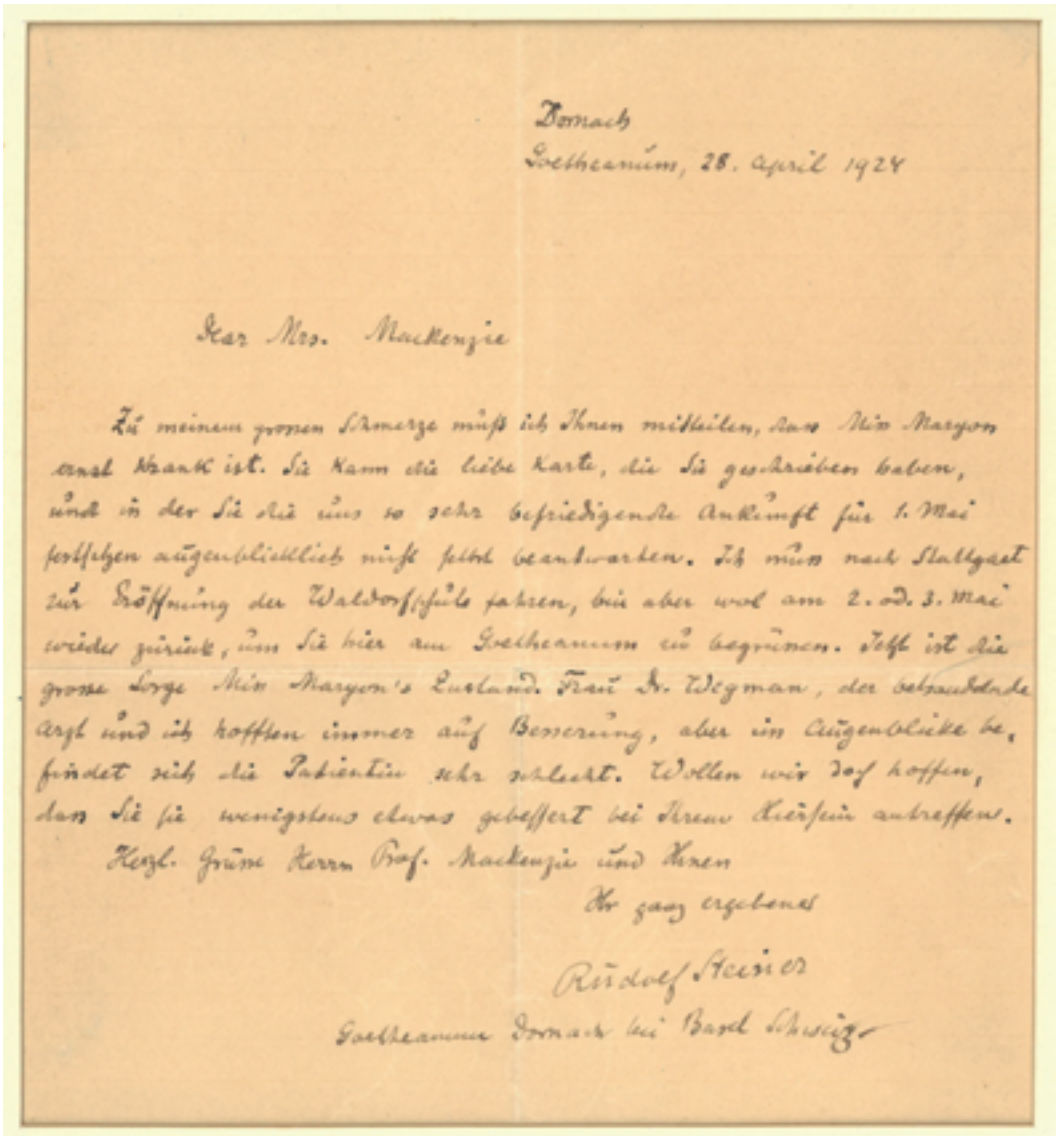 Dornach
Goetheanum, 28. April 1924
Dear Mrs. Mackenzie
Zu meinem grossen Schmerze muß ich Ihnen mitteilen, dass Miss Maryon
ernst krank ist. Sie kann die liebe Karte, die Sie geschrieben haben,
und in der Sie die uns so sehr befriedigende Ankunft für 1. Mai
festsetzen augenblicklich nicht selbst beantworten. Ich muss nach Stuttgart
zur Eröffnung der Waldorfschule fahren, bin aber wol am 2. od. 3. Mai
wieder zurück, um Sie hier am Goetheanum zu begrüssen. Jetzt ist die
grosse Sorge Miss Maryon's Zustand. Frau Dr. Wegman, der behandelnde
Arzt und ich hofften immer auf Besserung, aber im Augenblicke be-
findet sich die Patientin sehr schlecht. Wollen wir doch hoffen,
dass Sie sie wenigstens etwas gebessert bei Ihrem Hiersein antreffen.
Herzl. Grüsse Herrn Prof. Mackenzie und Ihnen
Ihr ganz ergebener
Rudolf Steiner
Goetheanum Dornach bei Basel Schweiz